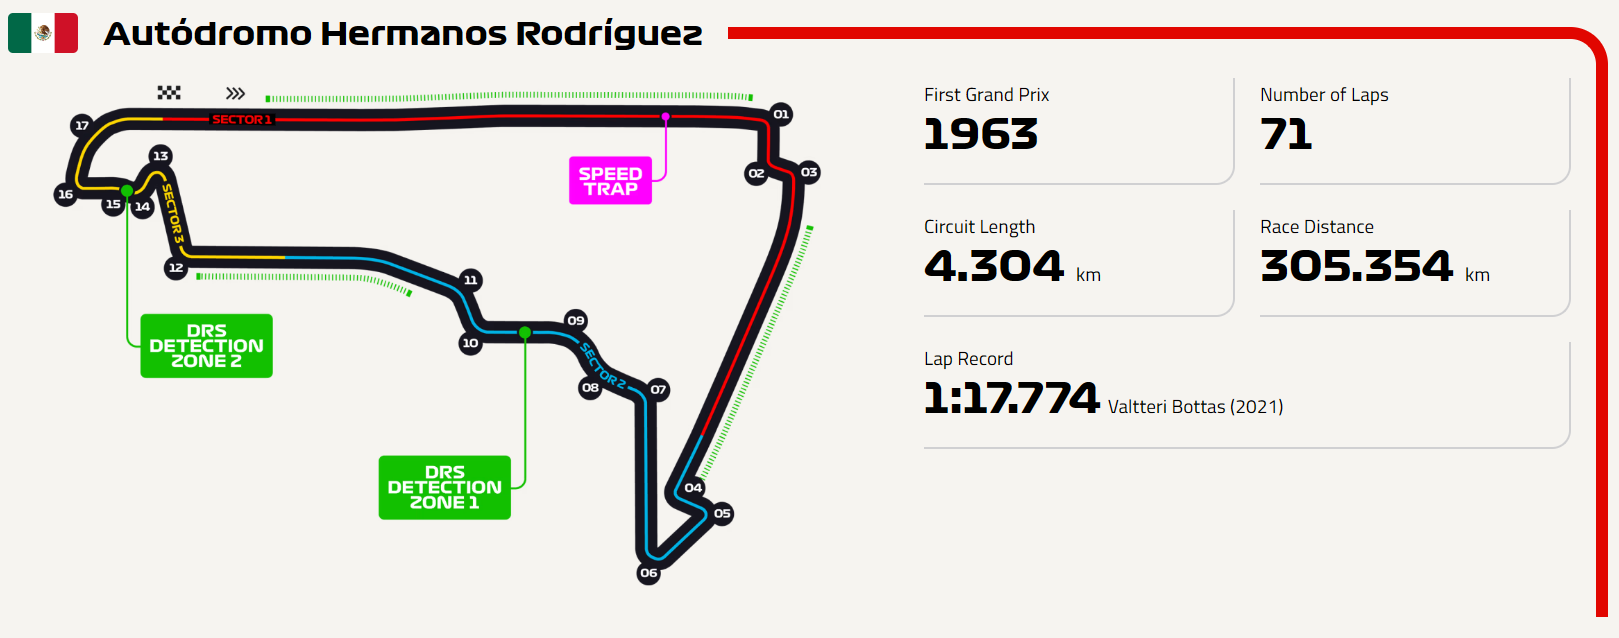 Autódromo Hermanos Rodríguez
SECTOR 1
01
17
13
SPEED
TRAP
02
03
16
15
14
SECTOR 3
12
11
DRS
DETECTION
ZONE 2
09
10
SECTOR 2
08
07
DRS
DETECTION
ZONE 1
04
05
06
First Grand Prix
1963
Number of Laps
71
Circuit Length
4.304 km
Race Distance
305.354 km
Lap Record
1:17.774 Valtteri Bottas (2021)